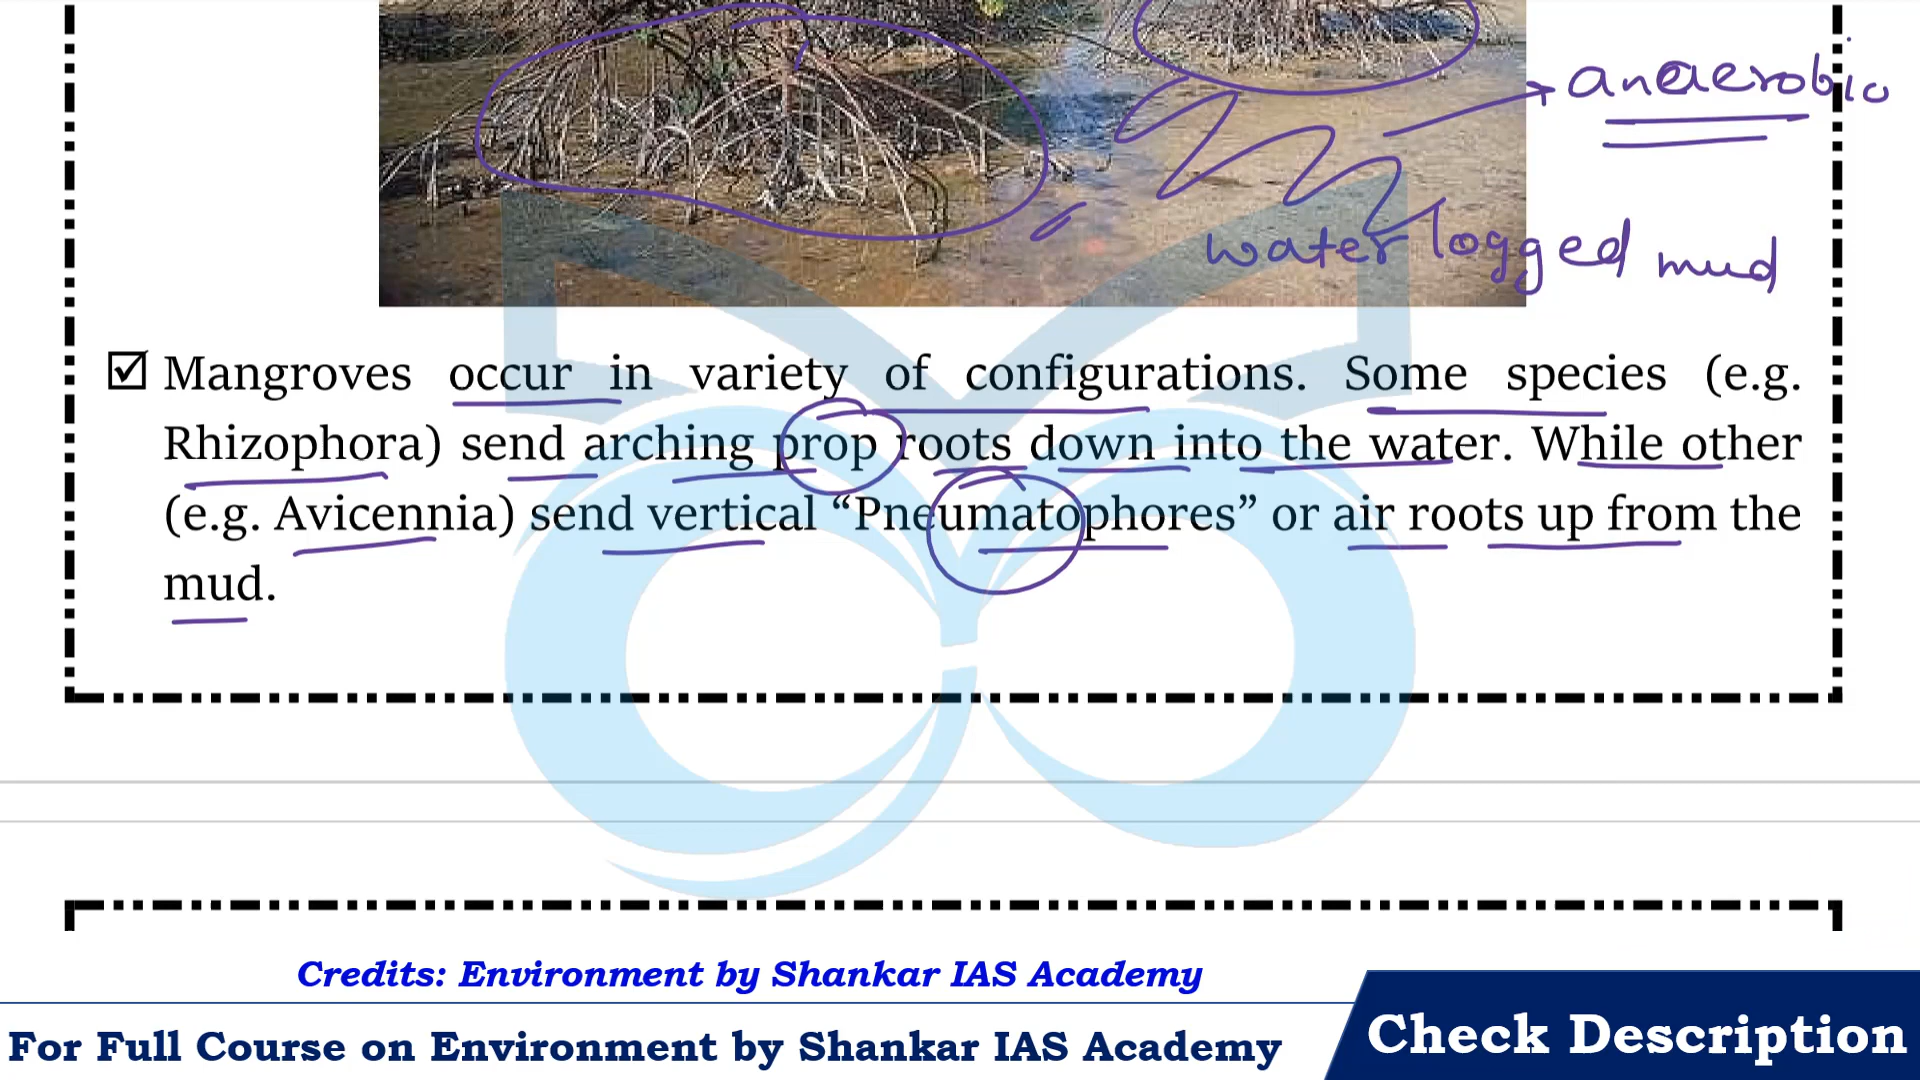 anaerobic
water logged mud
Mangroves occur in variety of configurations. Some species (e.g.
Rhizophora) send arching prop roots down into the water. While other
(e.g. Avicennia) send vertical “Pneumatophores” or air roots up from the
mud.
Credits: Environment by Shankar IAS Academy
For Full Course on Environment by Shankar IAS Academy
Check Description